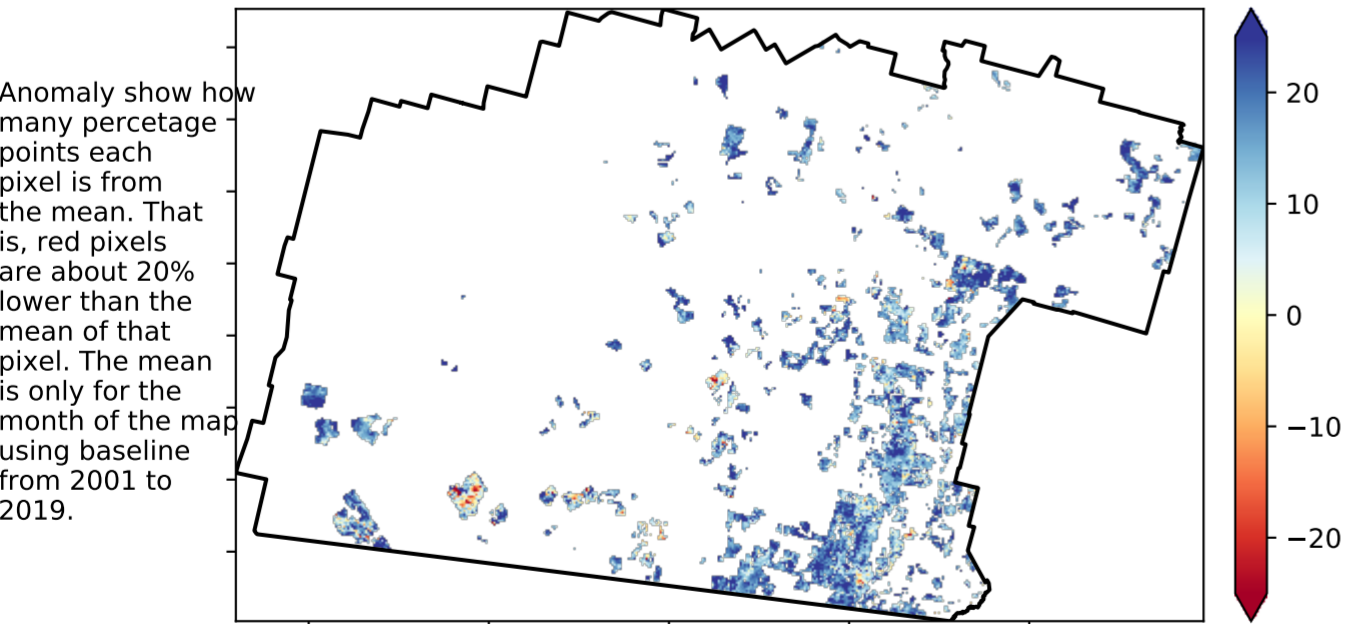 Anomaly show how
many percetage
points each
pixel is from
the mean. That
is, red pixels
are about 20%
lower than the
mean of that
pixel. The mean
is only for the
month of the map
using baseline
from 2001 to
2019.
20
10
0
−10
−20